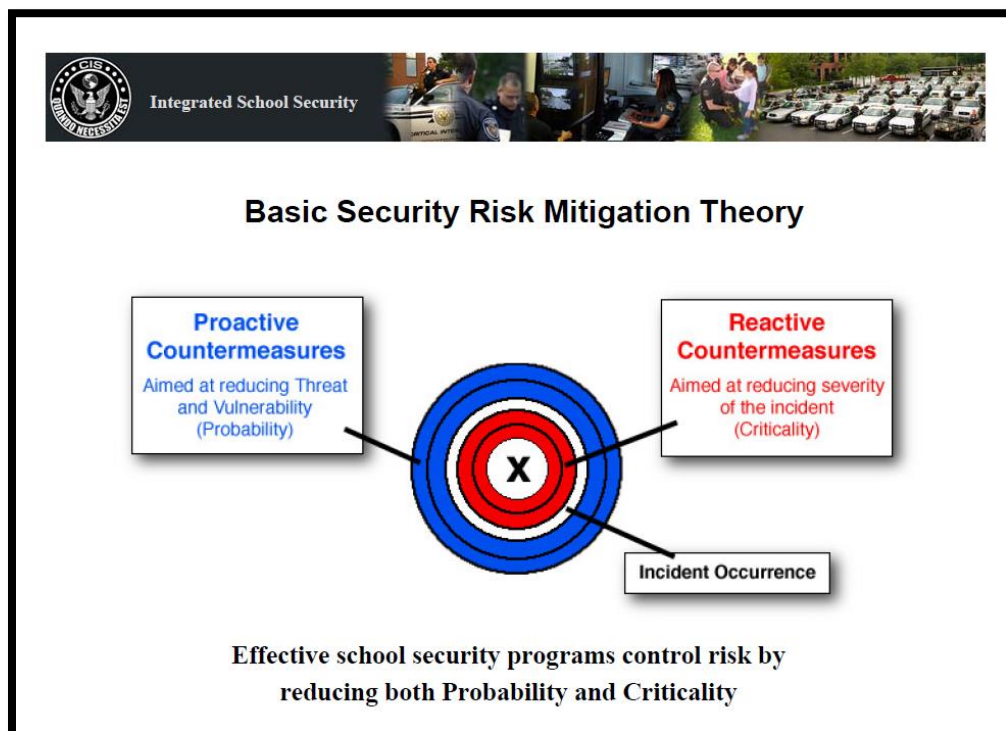 CIS
QUANDO NECESSITA EST
Integrated School Security
CRITICAL INTER
Basic Security Risk Mitigation Theory
Proactive
Countermeasures
Aimed at reducing Threat
and Vulnerability
(Probability)
Reactive
Countermeasures
Aimed at reducing severity
of the incident
(Criticality)
X
Incident Occurrence
Effective school security programs control risk by
reducing both Probability and Criticality